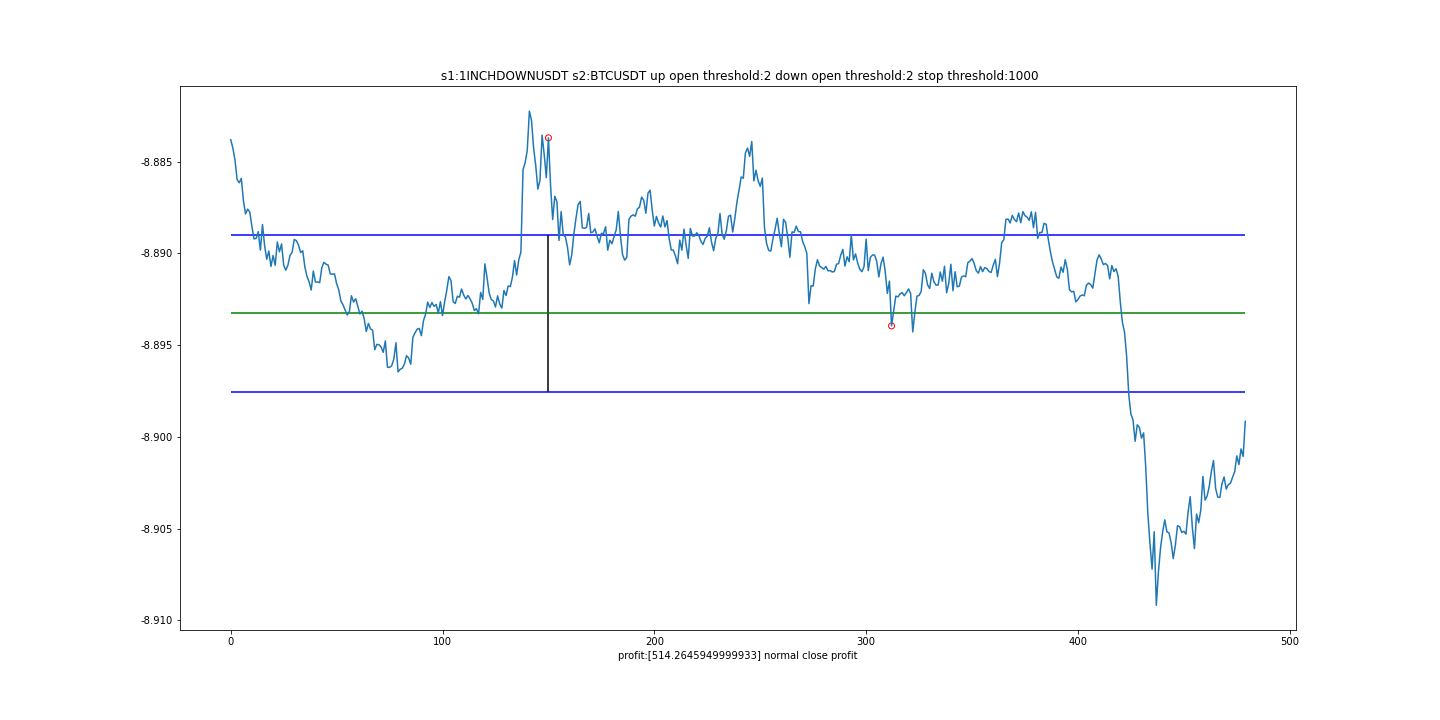 s1:1INCHDOWNUSDT s2:BTCUSDT up open threshold:2 down open threshold:2 stop threshold:1000
-8.885
-8.890
-8.895
-8.900
-8.905
-8.910
0 100 200 300 400 500
profit:[514.2645949999933] normal close profit